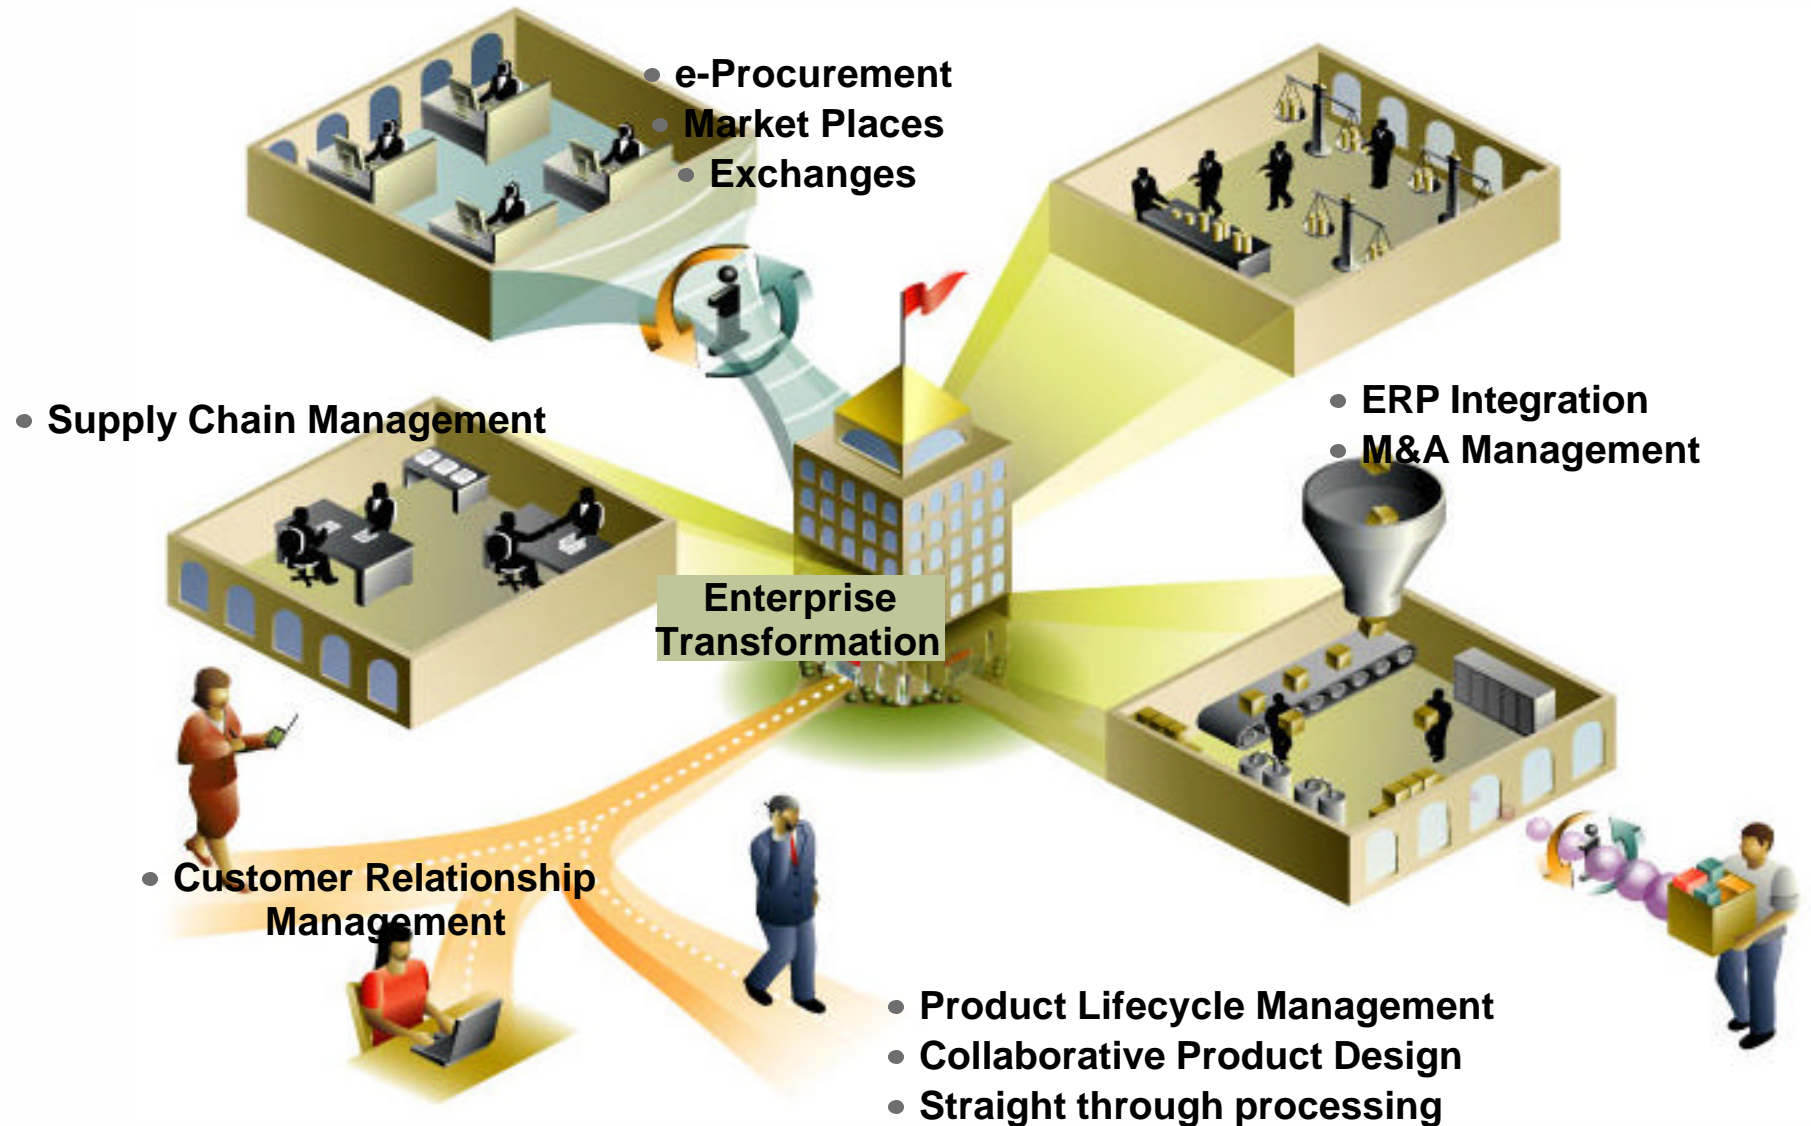 • e-Procurement
• Market Places
• Exchanges
• Supply Chain Management
• ERP Integration
• M&A Management
Enterprise
Transformation
• Customer Relationship
Management
• Product Lifecycle Management
• Collaborative Product Design
• Straight through processing